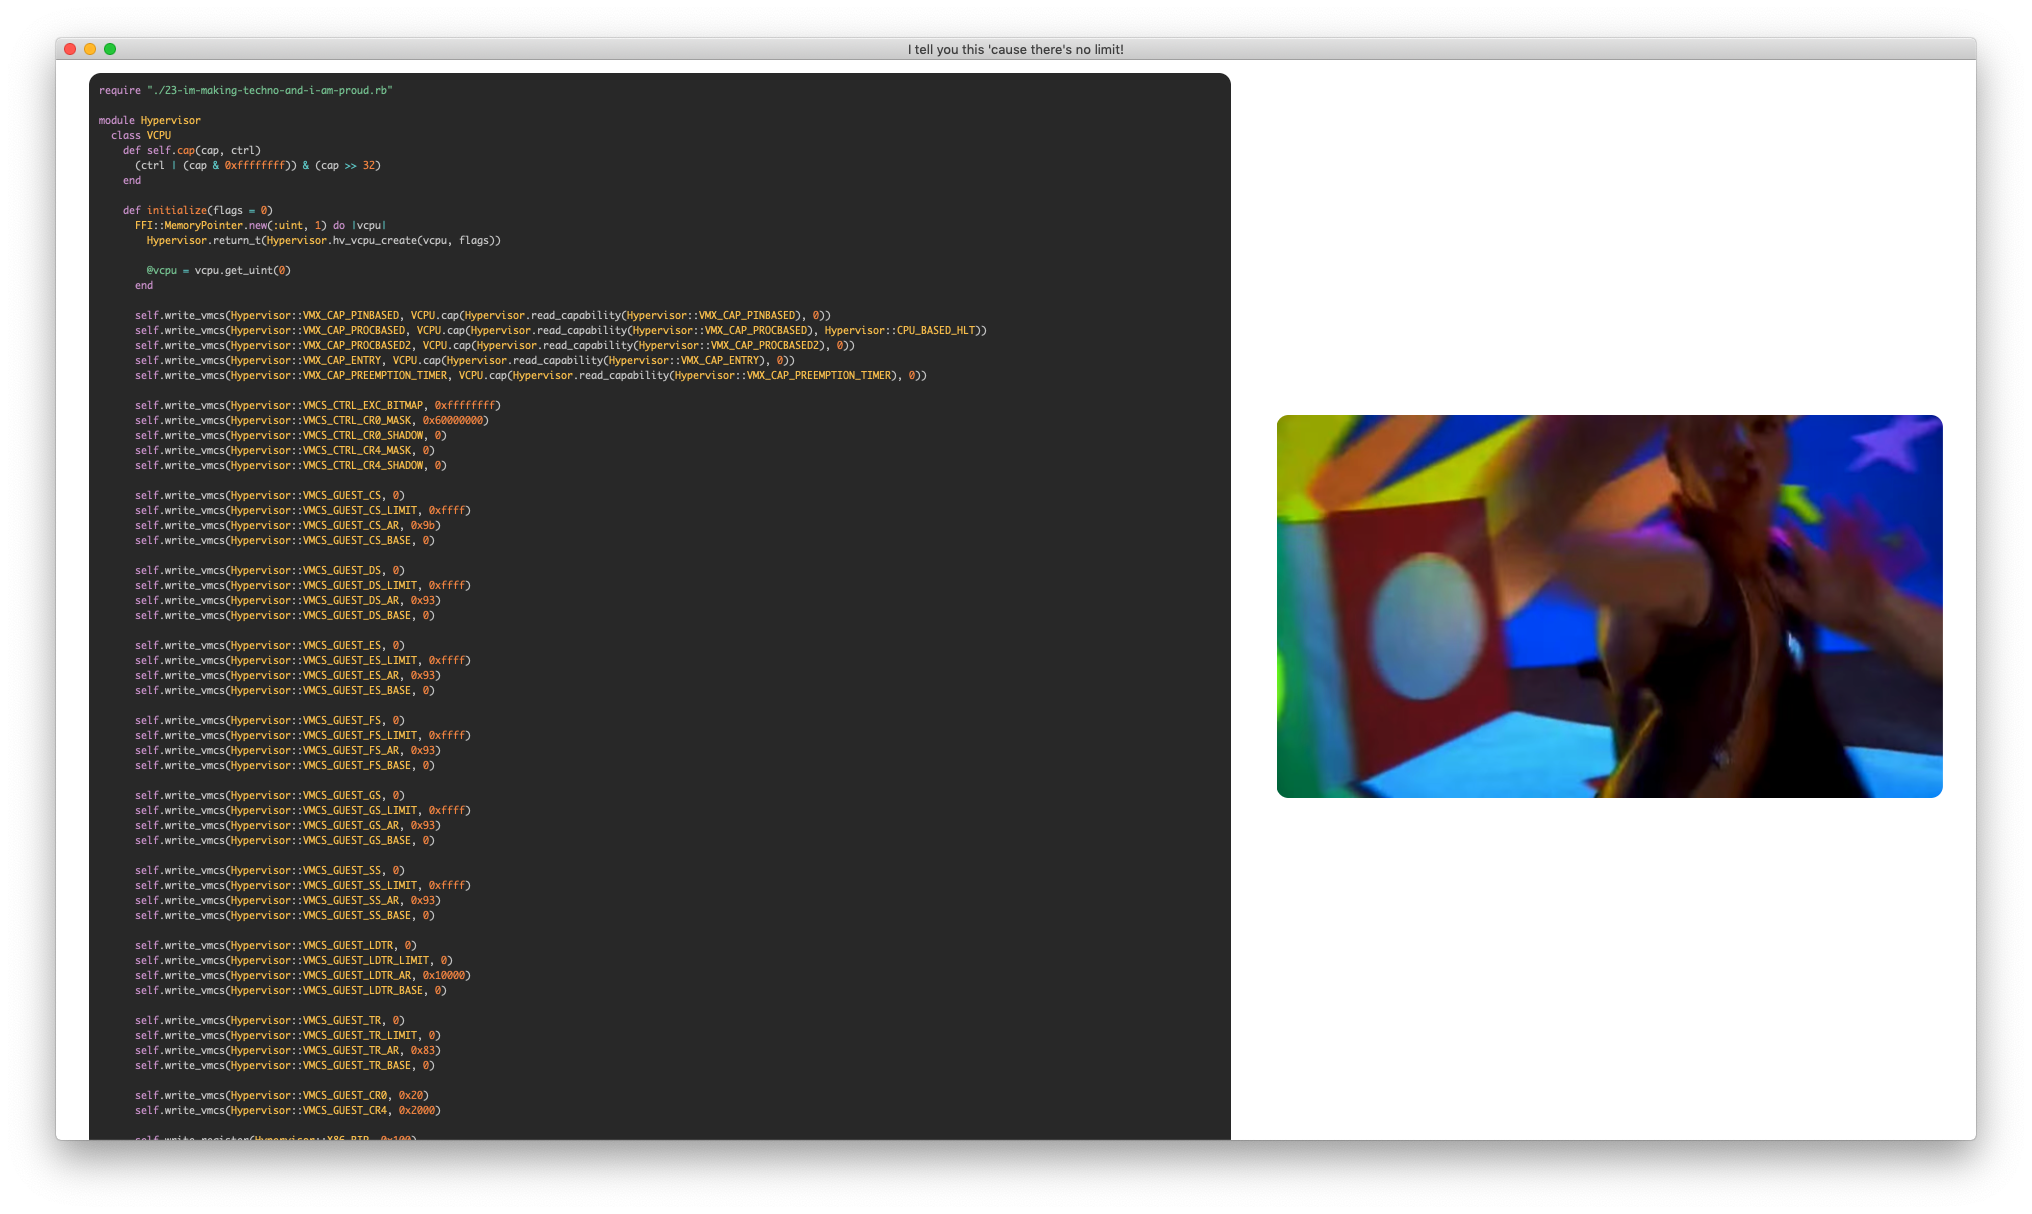 I tell you this 'cause there's no limit!
require "./23-im-making-techno-and-i-am-proud.rb"
module Hypervisor
class VCPU
def self.cap(cap, ctrl)
(ctrl | (cap & 0xffffffff)) & (cap >> 32)
end
def initialize(flags = 0)
FFI::MemoryPointer.new(:uint, 1) do |vcpu|
Hypervisor.return_t(Hypervisor.hv_vcpu_create(vcpu, flags))
@vcpu = vcpu.get_uint(0)
end
self.write_vmcs(Hypervisor::VMX_CAP_PINBASED, VCPU.cap(Hypervisor.read_capability(Hypervisor::VMX_CAP_PINBASED), 0))
self.write_vmcs(Hypervisor::VMX_CAP_PROCBASED, VCPU.cap(Hypervisor.read_capability(Hypervisor::VMX_CAP_PROCBASED), Hypervisor::CPU_BASED_HLT))
self.write_vmcs(Hypervisor::VMX_CAP_PROCBASED2, VCPU.cap(Hypervisor.read_capability(Hypervisor::VMX_CAP_PROCBASED2), 0))
self.write_vmcs(Hypervisor::VMX_CAP_ENTRY, VCPU.cap(Hypervisor.read_capability(Hypervisor::VMX_CAP_ENTRY), 0))
self.write_vmcs(Hypervisor::VMX_CAP_PREEMPTION_TIMER, VCPU.cap(Hypervisor.read_capability(Hypervisor::VMX_CAP_PREEMPTION_TIMER), 0))
self.write_vmcs(Hypervisor::VMCS_CTRL_EXC_BITMAP, 0xffffffff)
self.write_vmcs(Hypervisor::VMCS_CTRL_CR0_MASK, 0x60000000)
self.write_vmcs(Hypervisor::VMCS_CTRL_CR0_SHADOW, 0)
self.write_vmcs(Hypervisor::VMCS_CTRL_CR4_MASK, 0)
self.write_vmcs(Hypervisor::VMCS_CTRL_CR4_SHADOW, 0)
self.write_vmcs(Hypervisor::VMCS_GUEST_CS, 0)
self.write_vmcs(Hypervisor::VMCS_GUEST_CS_LIMIT, 0xffff)
self.write_vmcs(Hypervisor::VMCS_GUEST_CS_AR, 0x9b)
self.write_vmcs(Hypervisor::VMCS_GUEST_CS_BASE, 0)
self.write_vmcs(Hypervisor::VMCS_GUEST_DS, 0)
self.write_vmcs(Hypervisor::VMCS_GUEST_DS_LIMIT, 0xffff)
self.write_vmcs(Hypervisor::VMCS_GUEST_DS_AR, 0x93)
self.write_vmcs(Hypervisor::VMCS_GUEST_DS_BASE, 0)
self.write_vmcs(Hypervisor::VMCS_GUEST_ES, 0)
self.write_vmcs(Hypervisor::VMCS_GUEST_ES_LIMIT, 0xffff)
self.write_vmcs(Hypervisor::VMCS_GUEST_ES_AR, 0x93)
self.write_vmcs(Hypervisor::VMCS_GUEST_ES_BASE, 0)
self.write_vmcs(Hypervisor::VMCS_GUEST_FS, 0)
self.write_vmcs(Hypervisor::VMCS_GUEST_FS_LIMIT, 0xffff)
self.write_vmcs(Hypervisor::VMCS_GUEST_FS_AR, 0x93)
self.write_vmcs(Hypervisor::VMCS_GUEST_FS_BASE, 0)
self.write_vmcs(Hypervisor::VMCS_GUEST_GS, 0)
self.write_vmcs(Hypervisor::VMCS_GUEST_GS_LIMIT, 0xffff)
self.write_vmcs(Hypervisor::VMCS_GUEST_GS_AR, 0x93)
self.write_vmcs(Hypervisor::VMCS_GUEST_GS_BASE, 0)
self.write_vmcs(Hypervisor::VMCS_GUEST_SS, 0)
self.write_vmcs(Hypervisor::VMCS_GUEST_SS_LIMIT, 0xffff)
self.write_vmcs(Hypervisor::VMCS_GUEST_SS_AR, 0x93)
self.write_vmcs(Hypervisor::VMCS_GUEST_SS_BASE, 0)
self.write_vmcs(Hypervisor::VMCS_GUEST_LDTR, 0)
self.write_vmcs(Hypervisor::VMCS_GUEST_LDTR_LIMIT, 0)
self.write_vmcs(Hypervisor::VMCS_GUEST_LDTR_AR, 0x10000)
self.write_vmcs(Hypervisor::VMCS_GUEST_LDTR_BASE, 0)
self.write_vmcs(Hypervisor::VMCS_GUEST_TR, 0)
self.write_vmcs(Hypervisor::VMCS_GUEST_TR_LIMIT, 0)
self.write_vmcs(Hypervisor::VMCS_GUEST_TR_AR, 0x83)
self.write_vmcs(Hypervisor::VMCS_GUEST_TR_BASE, 0)
self.write_vmcs(Hypervisor::VMCS_GUEST_CR0, 0x20)
self.write_vmcs(Hypervisor::VMCS_GUEST_CR4, 0x2000)
self.write_register(Hypervisor::X86_RIP, 0x100)